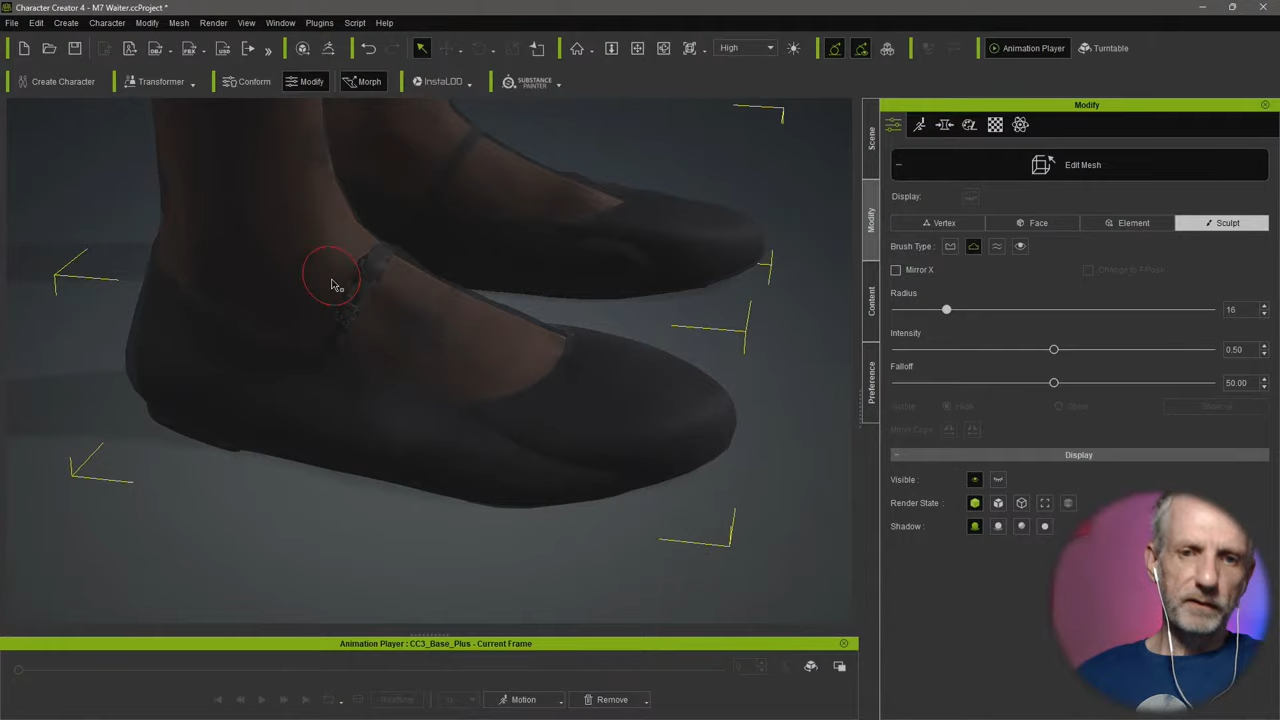 Character Creator 4 - M7 Waiter.ccProject *
File Edit Create Character Modify Mesh Render View Window Plugins Script Help
OBJ FBX USD » High Animation Player Turntable
Create Character Transformer Conform Modify Morph InstaLOD SUBSTANCE PAINTER
Modify
Scene
Modify
Content
Preference
Edit Mesh
Display:
Vertex Face Element Sculpt
Brush Type :
Mirror X
Radius
16
Intensity
0.50
Falloff
50.00
Display
Visible :
Render State :
Shadow :
Animation Player : CC3_Base_Plus - Current Frame
Motion Remove